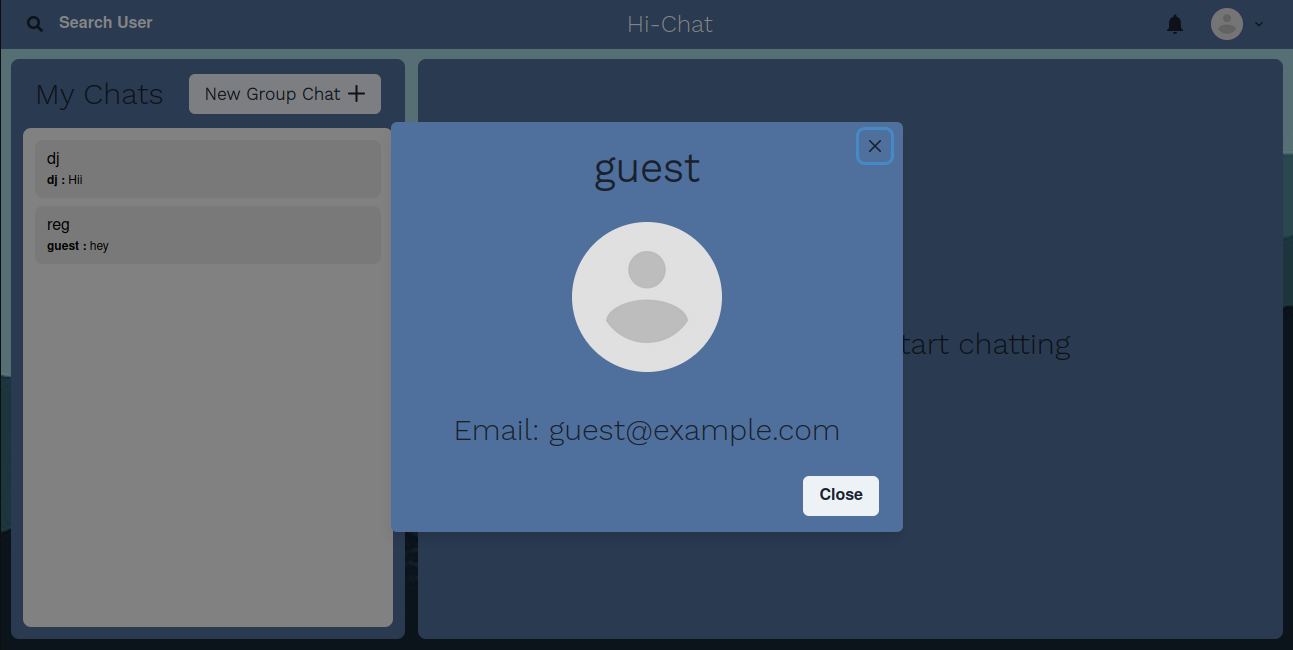 Search User
Hi-Chat
My Chats
New Group Chat
dj
dj : Hii
reg
guest : hey
guest
Email: guest@example.com
Close
tart chatting